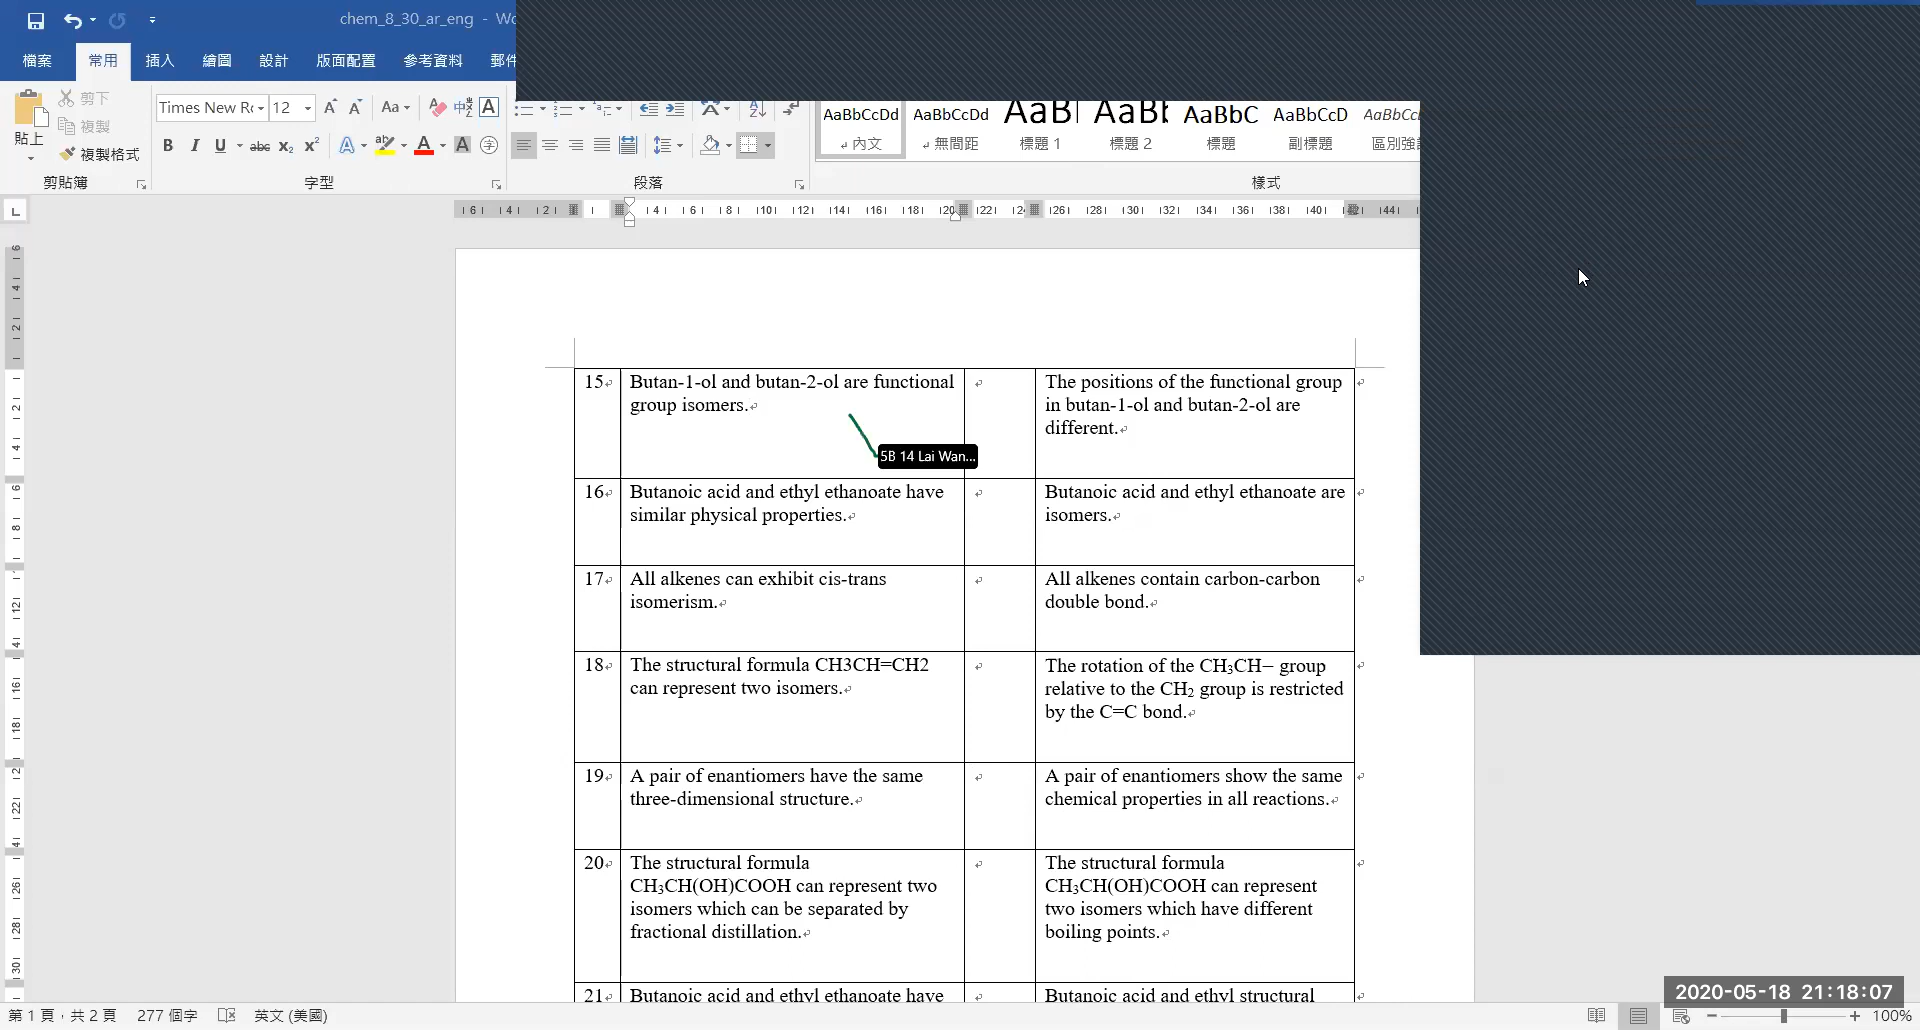 chem_8_30_ar_eng - Wo
檔案 常用 插入 繪圖 設計 版面配置 參考資料 郵件
貼上
剪下
複製
複製格式
Times New Ro 12
AaBbCcDd AaBbCcDd AaB AaBb AaBbC AaBbCcD AaBbCcD
內文 無間距 標題 1 標題 2 標題 副標題 區別強調
剪貼簿 字型 段落 樣式
15 Butan-1-ol and butan-2-ol are functional
group isomers.
The positions of the functional group
in butan-1-ol and butan-2-ol are
different.
5B 14 Lai Wan...
16 Butanoic acid and ethyl ethanoate have
similar physical properties.
Butanoic acid and ethyl ethanoate are
isomers.
17 All alkenes can exhibit cis-trans
isomerism.
All alkenes contain carbon-carbon
double bond.
18 The structural formula CH3CH=CH2
can represent two isomers.
The rotation of the CH₃CH− group
relative to the CH₂ group is restricted
by the C=C bond.
19 A pair of enantiomers have the same
three-dimensional structure.
A pair of enantiomers show the same
chemical properties in all reactions.
20 The structural formula
CH₃CH(OH)COOH can represent two
isomers which can be separated by
fractional distillation.
The structural formula
CH₃CH(OH)COOH can represent
two isomers which have different
boiling points.
21 Butanoic acid and ethyl ethanoate have
Butanoic acid and ethyl structural
2020-05-18 21:18:07
第 1 頁，共 2 頁 277 個字 英文 (美國) 100%